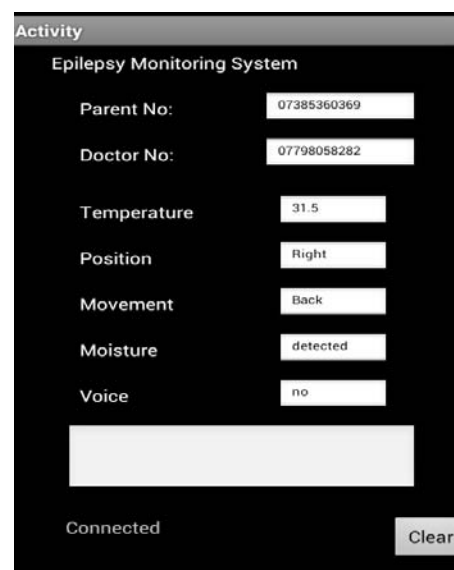 Activity
Epilepsy Monitoring System
Parent No: 07385360369
Doctor No: 07798058282
Temperature 31.5
Position Right
Movement Back
Moisture detected
Voice no
Connected
Clear